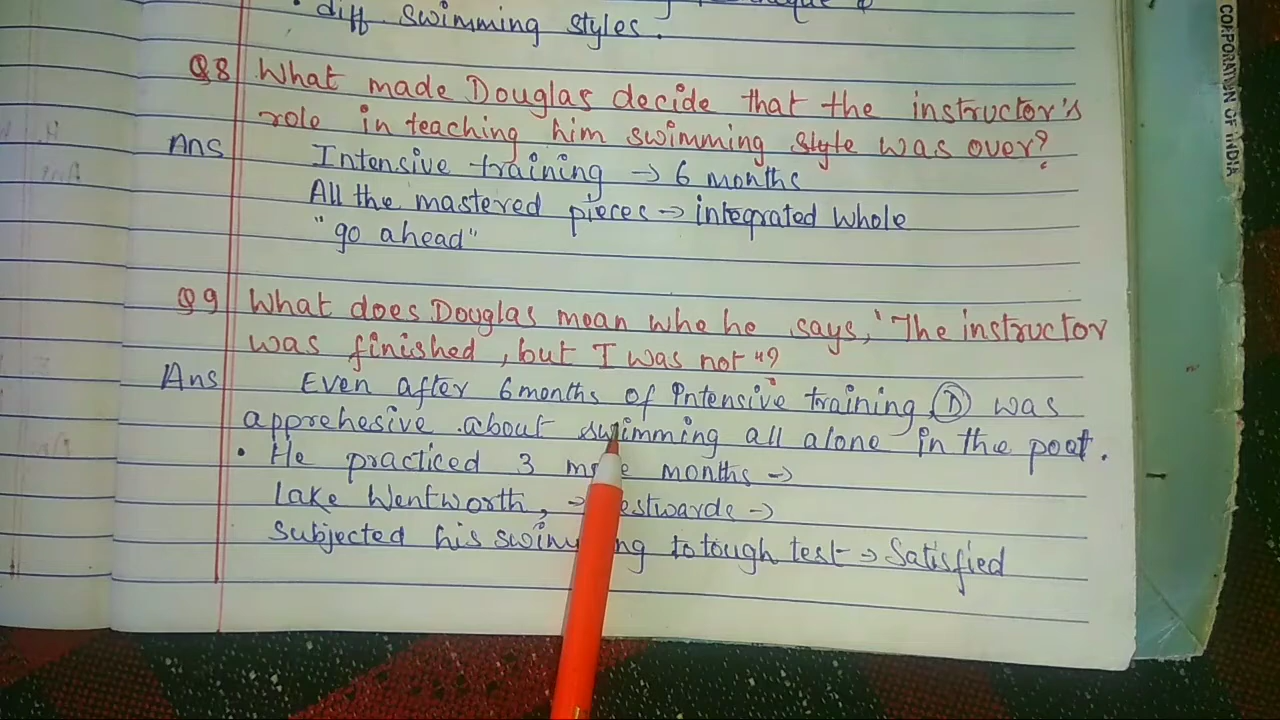 • diff swimming styles.
Q8 What made Douglas decide that the instructor's
role in teaching him swimming style was over?
Ans Intensive training → 6 months
All the mastered pieces → integrated whole
"go ahead"
Q9 What does Douglas mean whe he says, 'The instructor
was finished, but I was not"?
Ans Even after 6 months of Intensive training (D) was
apprehesive about swimming all alone in the pool.
• He practiced 3 months →
Lake Wentworth, →
Subjected his to tough test → Satisfied
CORPORATION OF INDIA